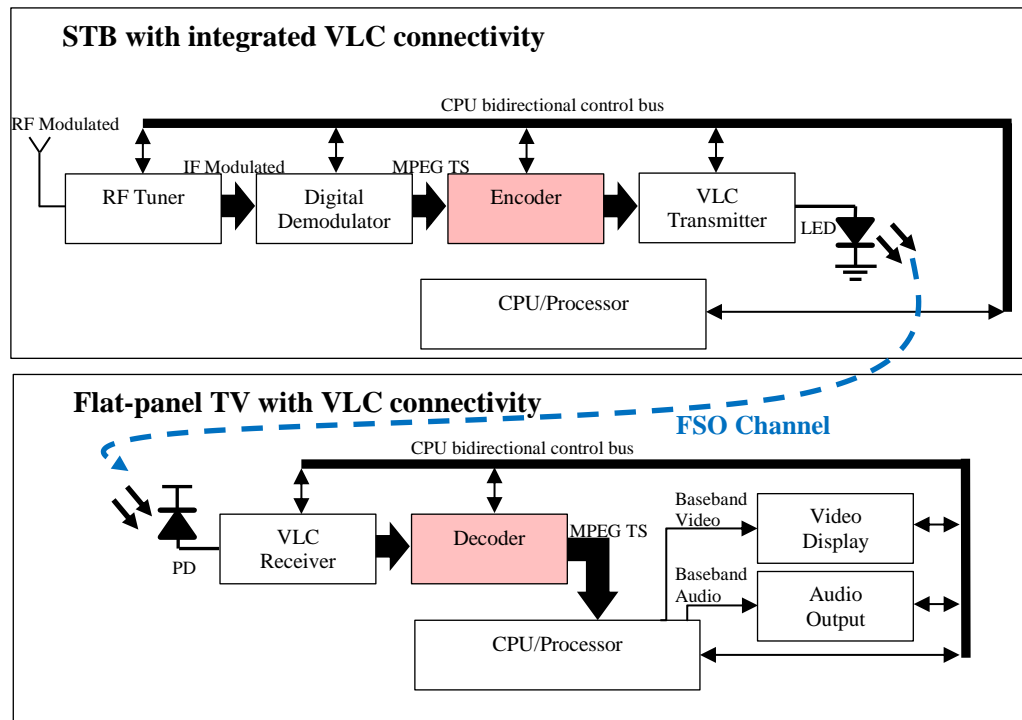 STB with integrated VLC connectivity
CPU bidirectional control bus
RF Modulated
IF Modulated
MPEG TS
RF Tuner
Digital
Demodulator
Encoder
VLC
Transmitter
LED
CPU/Processor
Flat-panel TV with VLC connectivity
FSO Channel
CPU bidirectional control bus
PD
VLC
Receiver
Decoder
MPEG TS
Baseband
Video
Video
Display
Baseband
Audio
Audio
Output
CPU/Processor